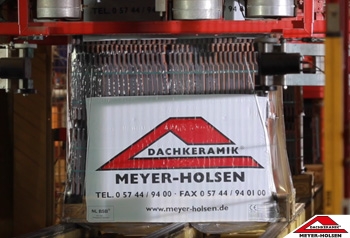 DACHKERAMIK
MEYER-HOLSEN
TEL. 0 57 44 / 94 00 · FAX 0 57 44 / 94 01 00
www.meyer-holsen.de
DACHKERAMIK
MEYER-HOLSEN